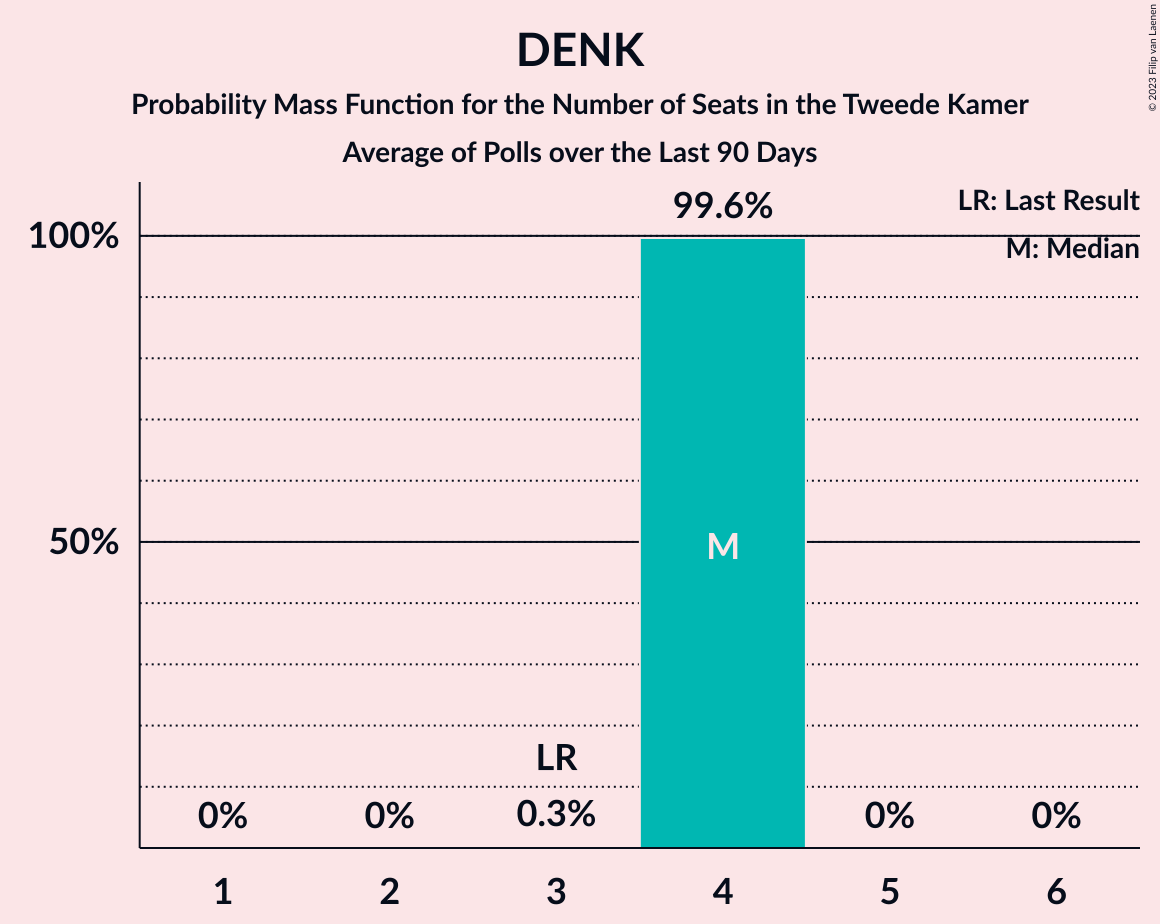 DENK
Probability Mass Function for the Number of Seats in the Tweede Kamer
Average of Polls over the Last 90 Days
© 2023 Filip van Laenen
LR: Last Result
M: Median
99.6%
100%
50%
M
LR
0% 0% 0.3% 0% 0%
1 2 3 4 5 6